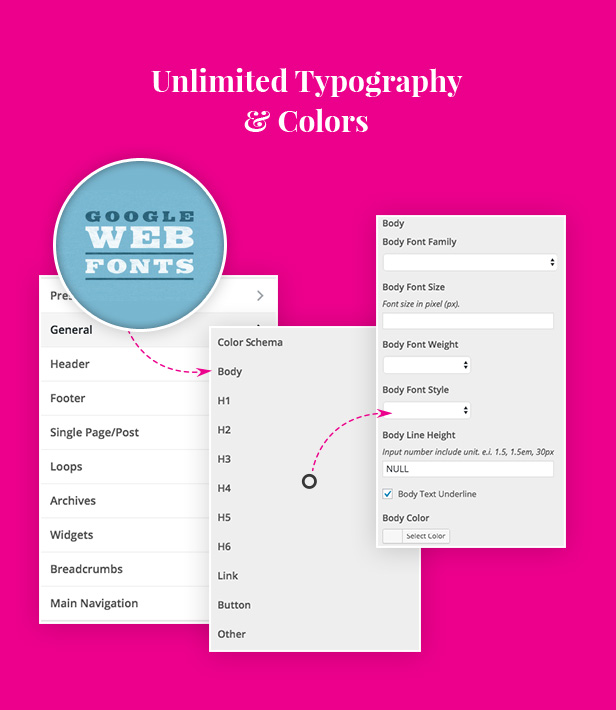 Unlimited Typography
& Colors
GOOGLE
WEB
FONTS
General
Header
Footer
Single Page/Post
Loops
Archives
Widgets
Breadcrumbs
Main Navigation
Color Schema
Body
H1
H2
H3
H4
H5
H6
Link
Button
Other
Body
Body Font Family
Body Font Size
Font size in pixel (px).
Body Font Weight
Body Font Style
Body Line Height
Input number include unit. e.i. 1.5, 1.5em, 30px
NULL
Body Text Underline
Body Color
Select Color